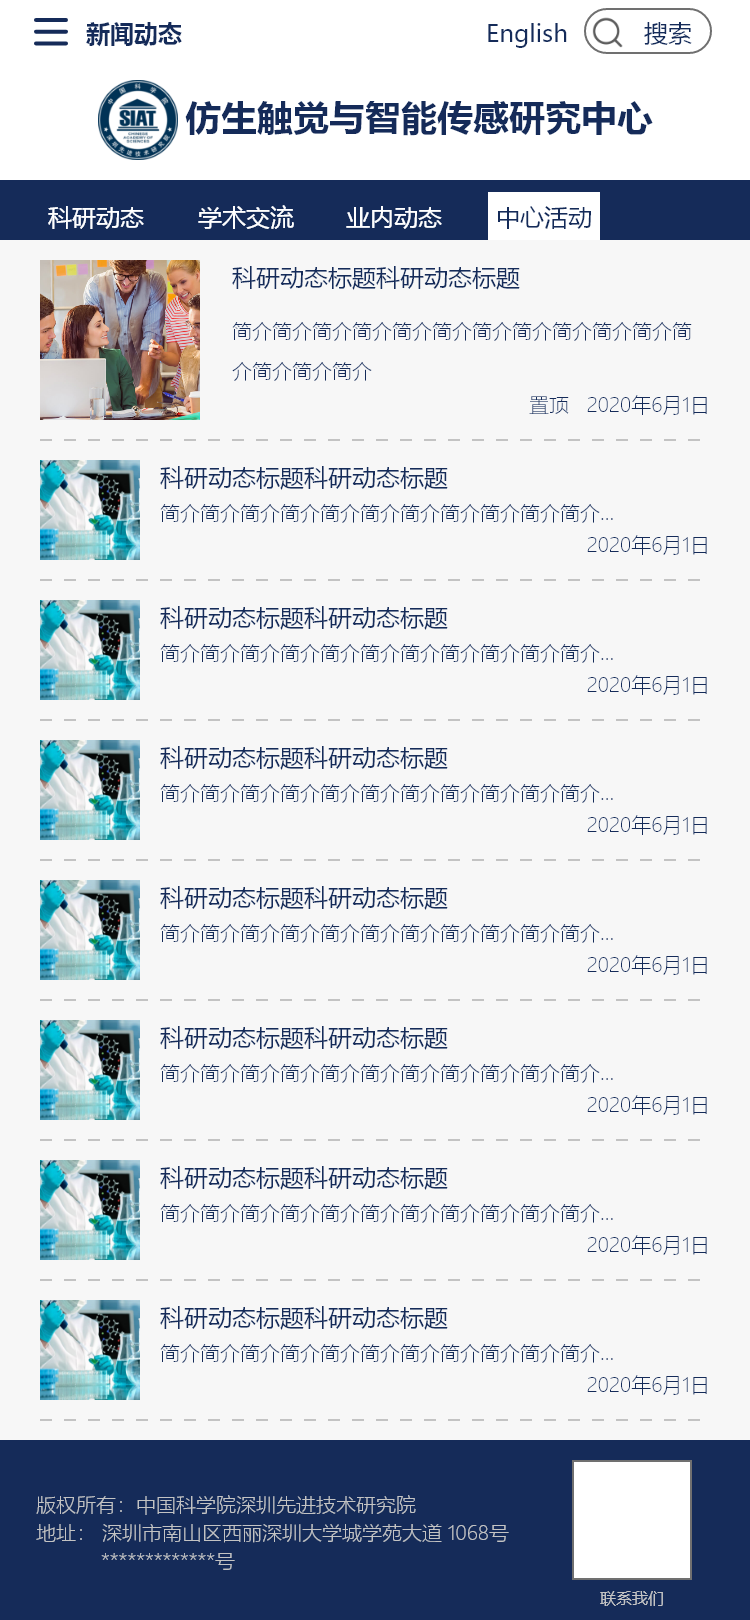 新闻动态
English
搜索
中国科学院
SIAT
CHINESE ACADEMY OF SCIENCES
深圳先进技术研究院
仿生触觉与智能传感研究中心
科研动态 学术交流 业内动态 中心活动
科研动态标题科研动态标题
简介简介简介简介简介简介简介简介简介简介简介简
介简介简介简介
置顶 2020年6月1日
科研动态标题科研动态标题
简介简介简介简介简介简介简介简介简介简介简介...
2020年6月1日
科研动态标题科研动态标题
简介简介简介简介简介简介简介简介简介简介简介...
2020年6月1日
科研动态标题科研动态标题
简介简介简介简介简介简介简介简介简介简介简介...
2020年6月1日
科研动态标题科研动态标题
简介简介简介简介简介简介简介简介简介简介简介...
2020年6月1日
科研动态标题科研动态标题
简介简介简介简介简介简介简介简介简介简介简介...
2020年6月1日
科研动态标题科研动态标题
简介简介简介简介简介简介简介简介简介简介简介...
2020年6月1日
科研动态标题科研动态标题
简介简介简介简介简介简介简介简介简介简介简介...
2020年6月1日
版权所有：中国科学院深圳先进技术研究院
地址： 深圳市南山区西丽深圳大学城学苑大道 1068号
*************号
联系我们